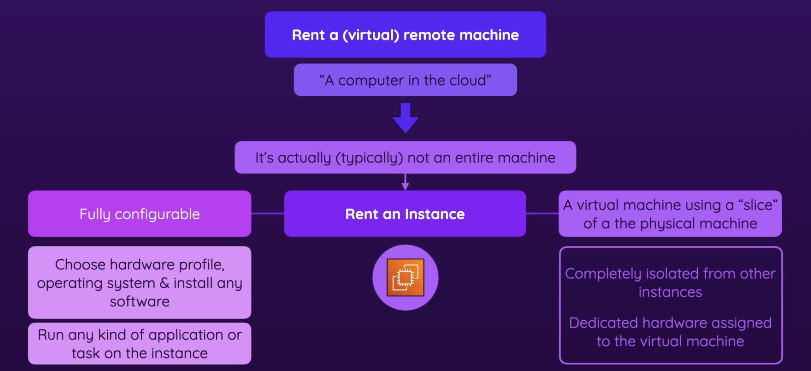 Rent a (virtual) remote machine
“A computer in the cloud”
It’s actually (typically) not an entire machine
Fully configurable
Rent an Instance
A virtual machine using a “slice”
of a the physical machine
Choose hardware profile,
operating system & install any
software
Run any kind of application or
task on the instance
Completely isolated from other
instances
Dedicated hardware assigned
to the virtual machine